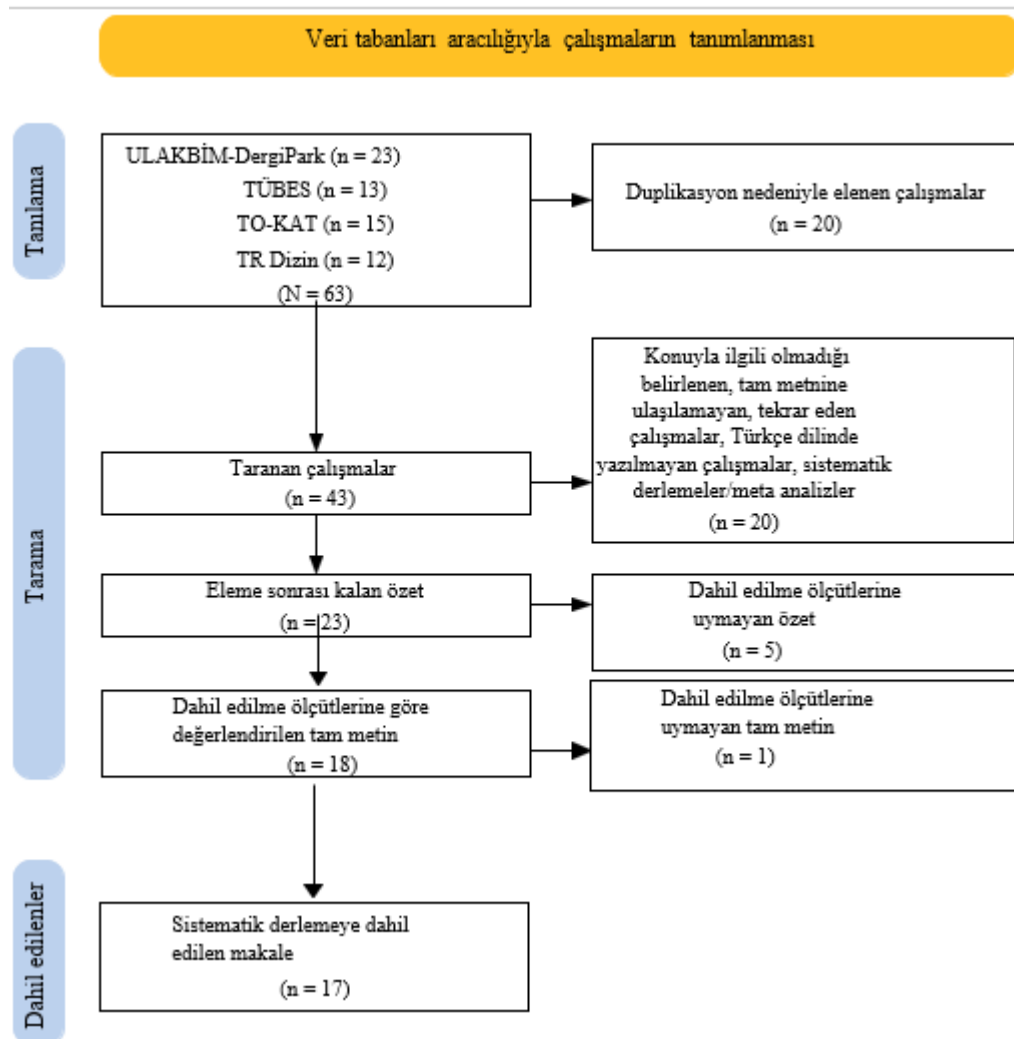 Veri tabanları aracılığıyla çalışmaların tanımlanması
Tanılama
ULAKBİM-DergiPark (n = 23)
TÜBES (n = 13)
TO-KAT (n = 15)
TR Dizin (n = 12)
(N = 63)
Duplikasyon nedeniyle elenen çalışmalar
(n = 20)
Tarama
Taranan çalışmalar
(n = 43)
Konuyla ilgili olmadığı
belirlenen, tam metnine
ulaşılamayan, tekrar eden
çalışmalar, Türkçe dilinde
yazılmayan çalışmalar, sistematik
derlemeler/meta analizler
(n = 20)
Eleme sonrası kalan özet
(n = 23)
Dahil edilme ölçütlerine
uymayan özet
(n = 5)
Dahil edilme ölçütlerine göre
değerlendirilen tam metin
(n = 18)
Dahil edilme ölçütlerine
uymayan tam metin
(n = 1)
Dahil edilenler
Sistematik derlemeye dahil
edilen makale
(n = 17)